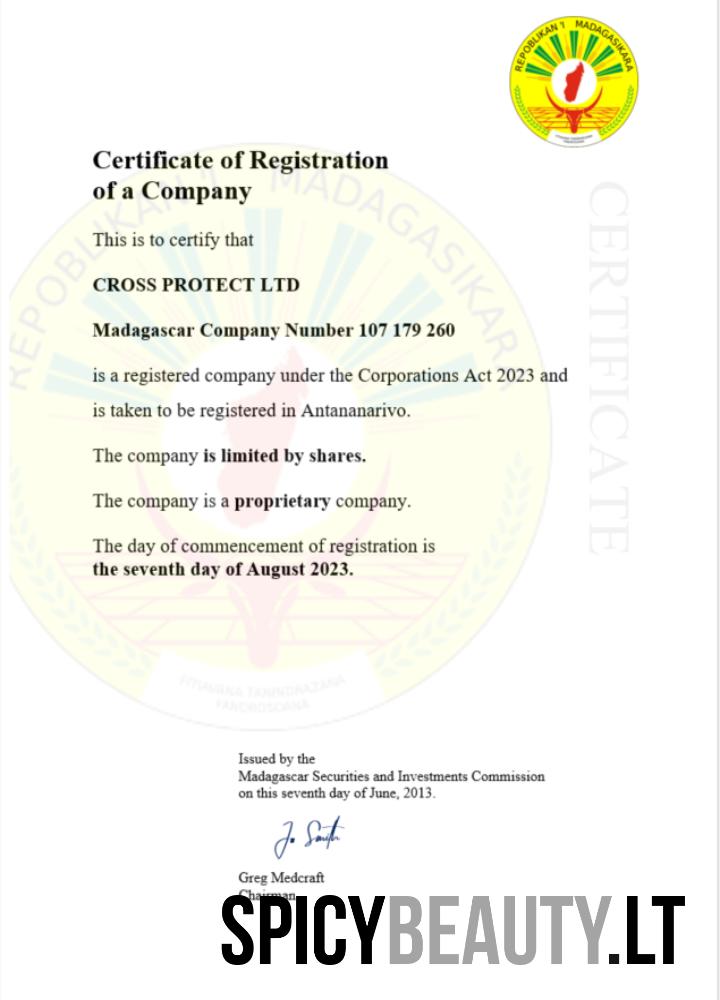 REPOBLIKAN'I MADAGASIKARA
Certificate of Registration
of a Company
This is to certify that
CROSS PROTECT LTD
Madagascar Company Number 107 179 260
is a registered company under the Corporations Act 2023 and
is taken to be registered in Antananarivo.
The company is limited by shares.
The company is a proprietary company.
The day of commencement of registration is
the seventh day of August 2023.
CERTIFICATE
REPOBLIKAN'I MADAGASIKARA
FITIAVANA TANINDRAZANA
FANDROSOANA
Issued by the
Madagascar Securities and Investments Commission
on this seventh day of June, 2013.
J. Smith
Greg Medcraft
Chairman
SPICYBEAUTY.LT